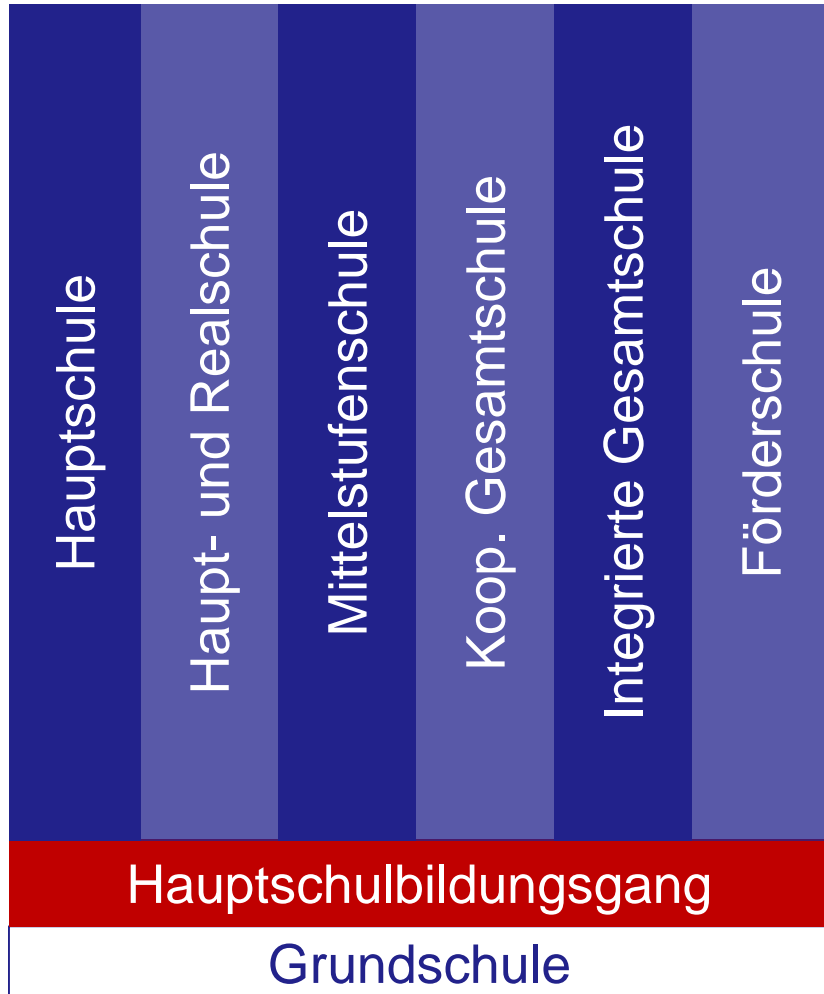 Hauptschule
Haupt- und Realschule
Mittelstufenschule
Koop. Gesamtschule
Integrierte Gesamtschule
Förderschule
Hauptschulbildungsgang
Grundschule